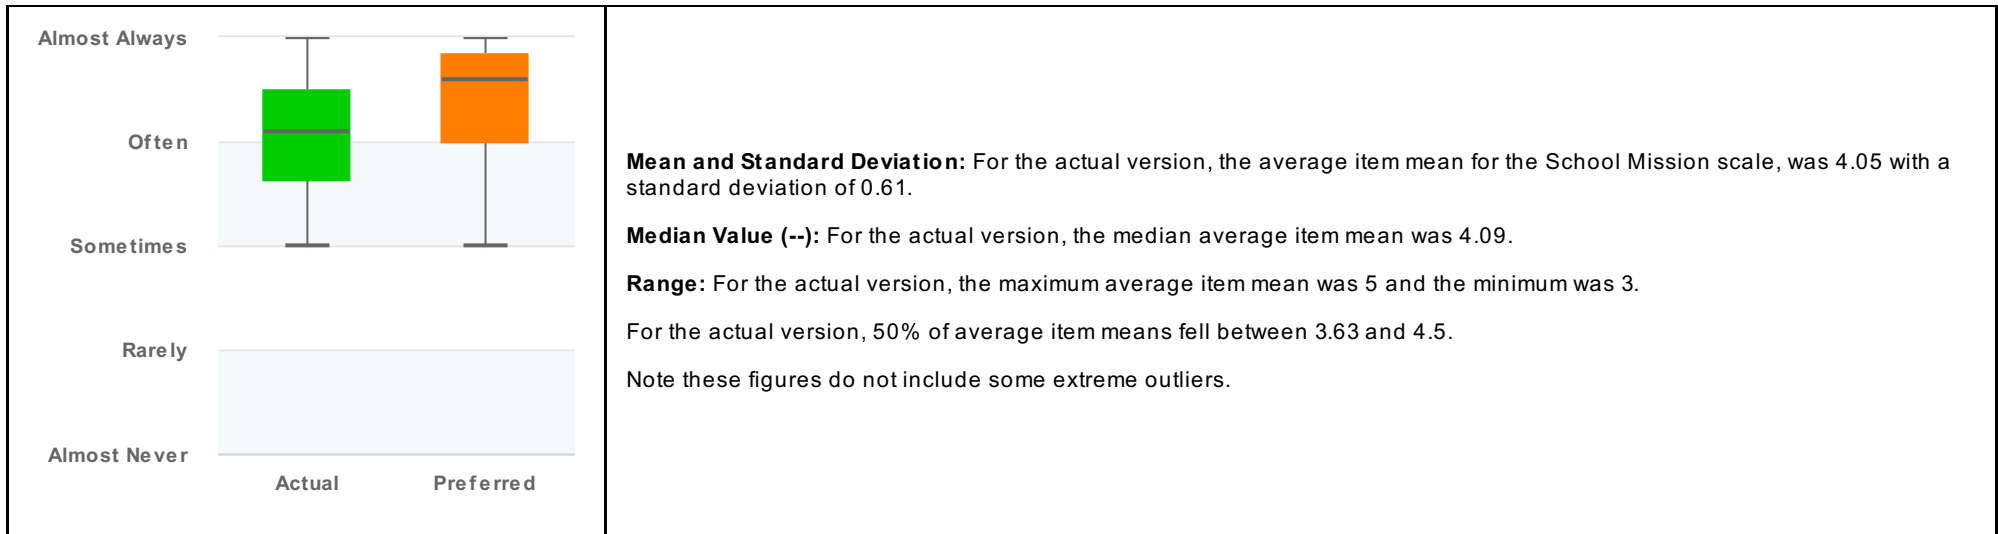 Almost Always
Often
Sometimes
Rarely
Almost Never
Actual
Preferred
Mean and Standard Deviation: For the actual version, the average item mean for the School Mission scale, was 4.05 with a
standard deviation of 0.61.
Median Value (--): For the actual version, the median average item mean was 4.09.
Range: For the actual version, the maximum average item mean was 5 and the minimum was 3.
For the actual version, 50% of average item means fell between 3.63 and 4.5.
Note these figures do not include some extreme outliers.